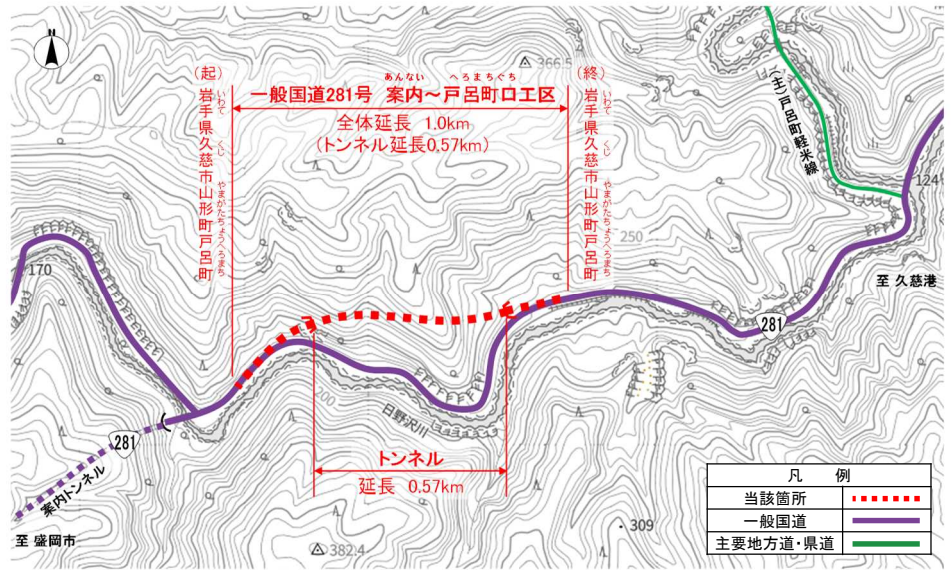 N
366.5
(起)
いわて くじ やまがたちょうへろまち
岩手県久慈市山形町戸呂町
あんない へろまちぐち
一般国道281号 案内~戸呂町口工区
全体延長 1.0km
(トンネル延長0.57km)
(終)
いわて くじ やまがたちょうへろまち
岩手県久慈市山形町戸呂町
(主)戸呂町軽米線
124
250
170
至 久慈港
281
200
日野沢川
281
案内トンネル
至 盛岡市
トンネル
延長 0.57km
309
382.4
凡 例
当該箇所
一般国道
主要地方道・県道